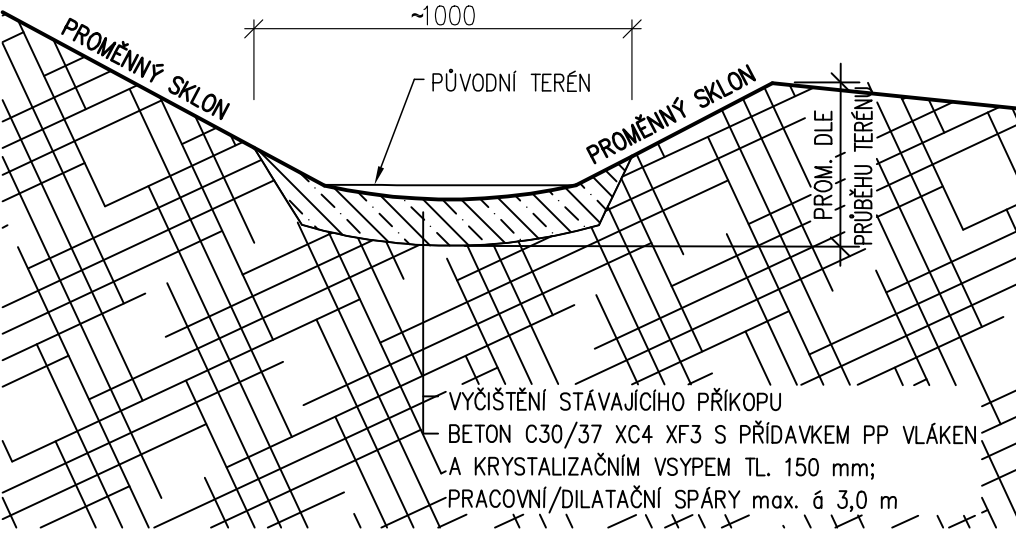 ~1000
PŮVODNÍ TERÉN
PROMĚNNÝ SKLON
PROMĚNNÝ SKLON
PROM. DLE
PRŮBĚHU TERÉNU
VYČIŠTĚNÍ STÁVAJÍCÍHO PŘÍKOPU
BETON C30/37 XC4 XF3 S PŘÍDAVKEM PP VLÁKEN
A KRYSTALIZAČNÍM VSYPEM TL. 150 mm;
PRACOVNÍ/DILATAČNÍ SPÁRY max. á 3,0 m